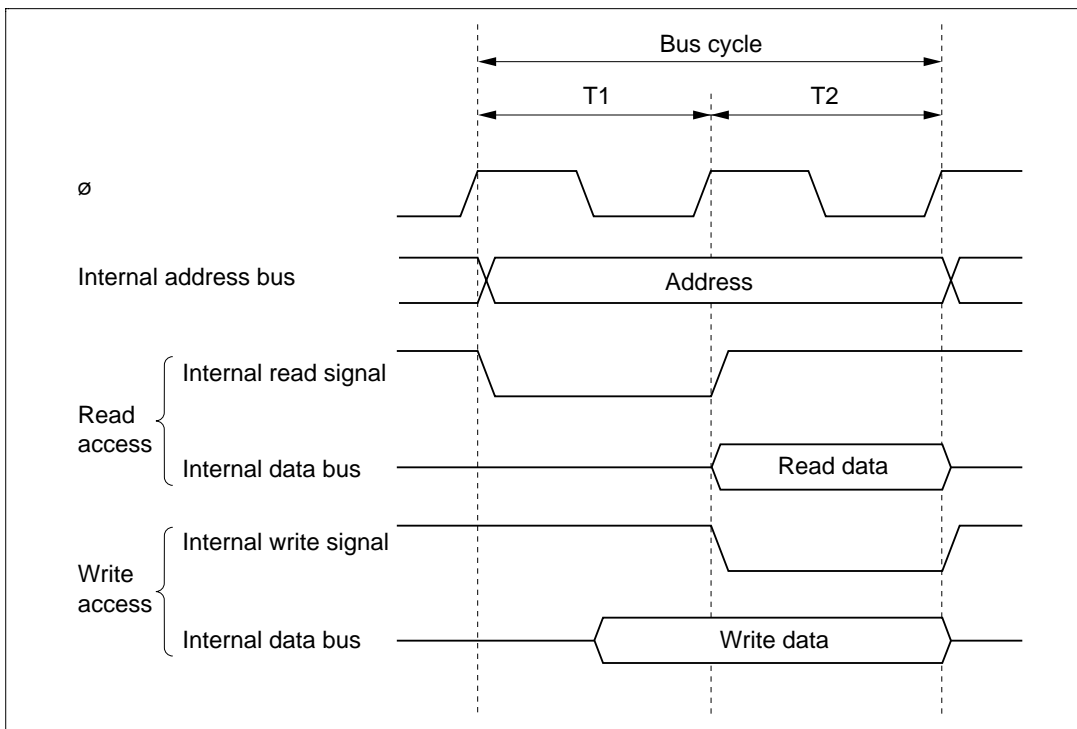 Bus cycle
T1
T2
ø
Internal address bus
Address
Read
access
Internal read signal
Internal data bus
Read data
Write
access
Internal write signal
Internal data bus
Write data